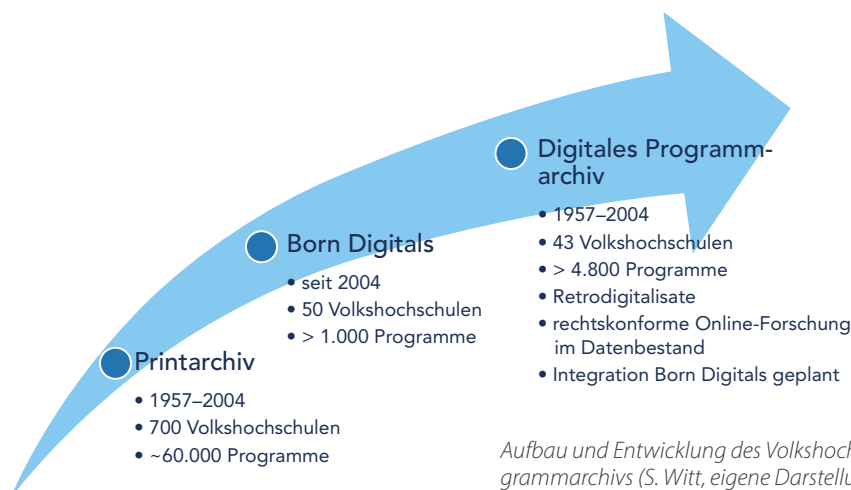 Digitales Programm-
archiv
• 1957–2004
• 43 Volkshochschulen
• > 4.800 Programme
• Retrodigitalisate
• rechtskonforme Online-Forschung
im Datenbestand
• Integration Born Digitals geplant
Born Digitals
• seit 2004
• 50 Volkshochschulen
• > 1.000 Programme
Printarchiv
• 1957–2004
• 700 Volkshochschulen
• ~60.000 Programme
Aufbau und Entwicklung des Volkshoch
grammarchivs (S. Witt, eigene Darstellu